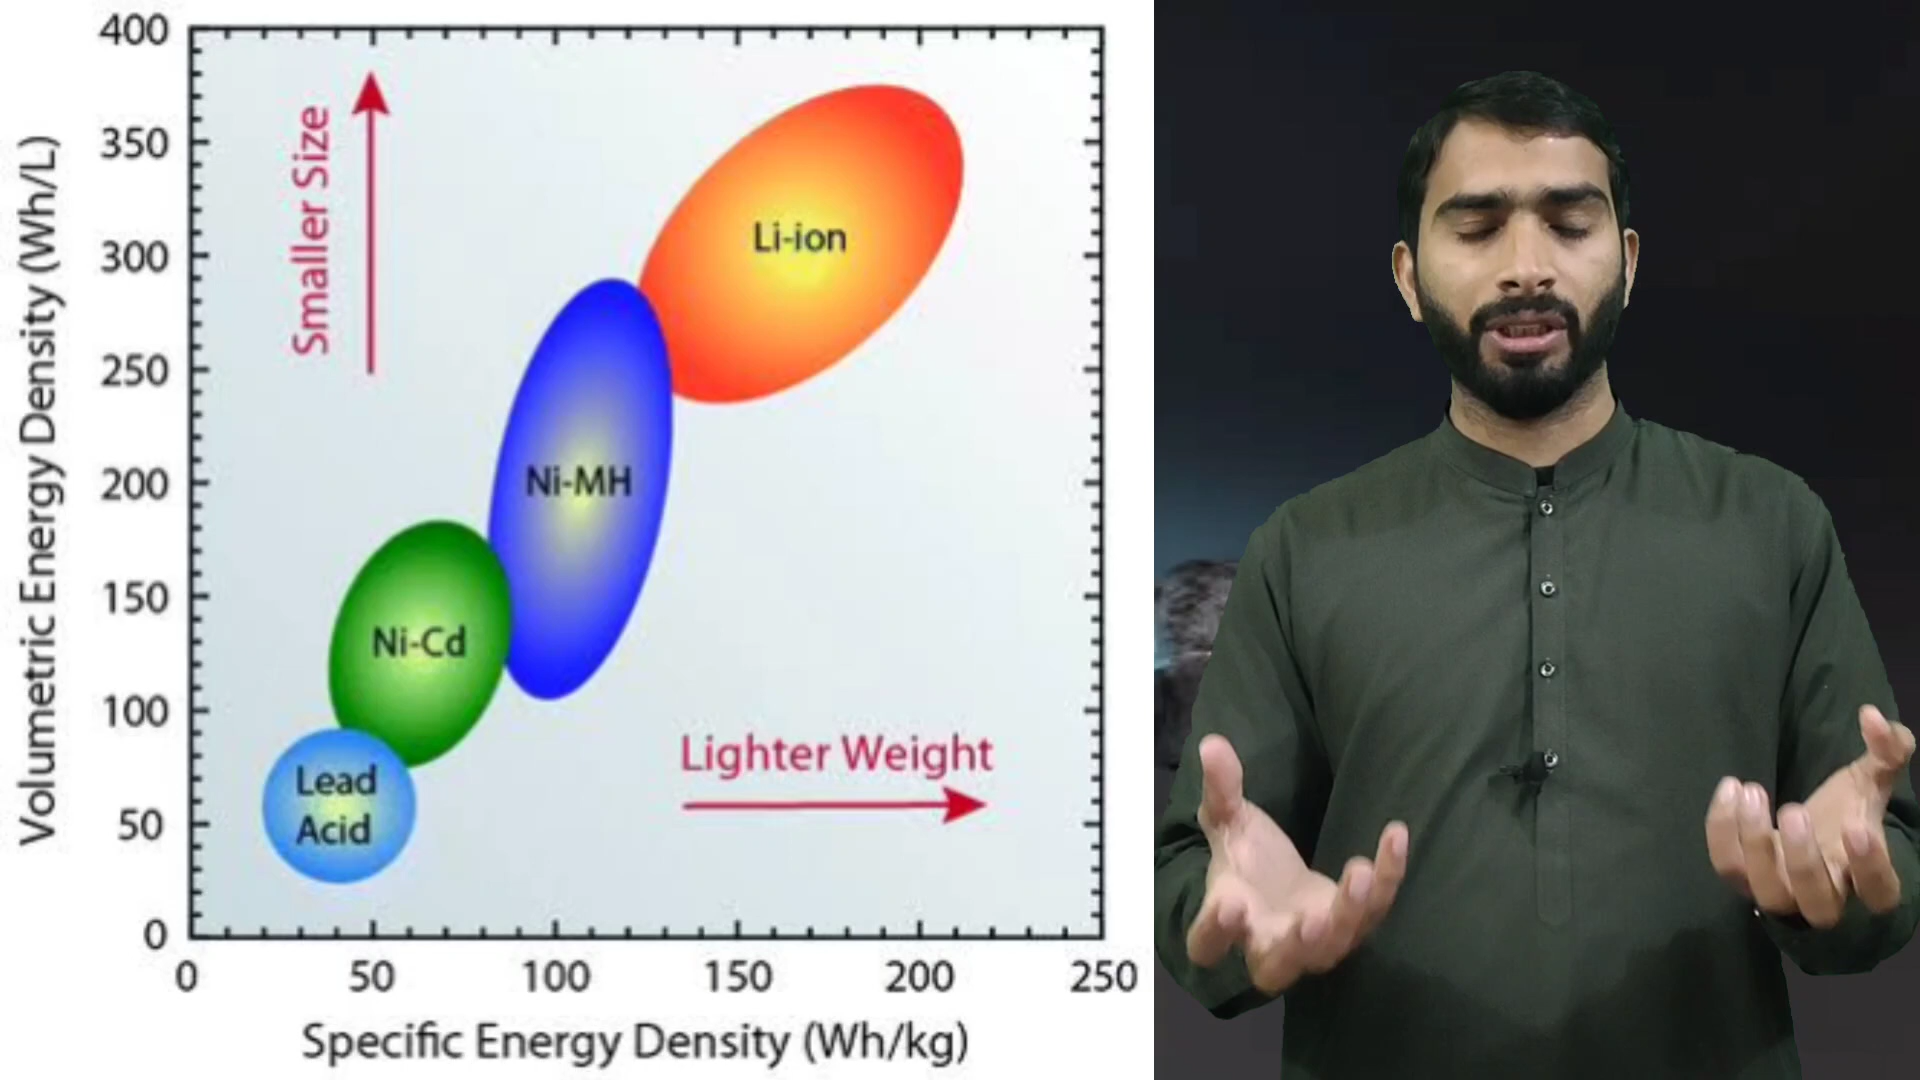 Volumetric Energy Density (Wh/L)
400
350
300
250
200
150
100
50
0
Smaller Size
Li-ion
Ni-MH
Ni-Cd
Lead
Acid
Lighter Weight
0
50
100
150
200
250
Specific Energy Density (Wh/kg)